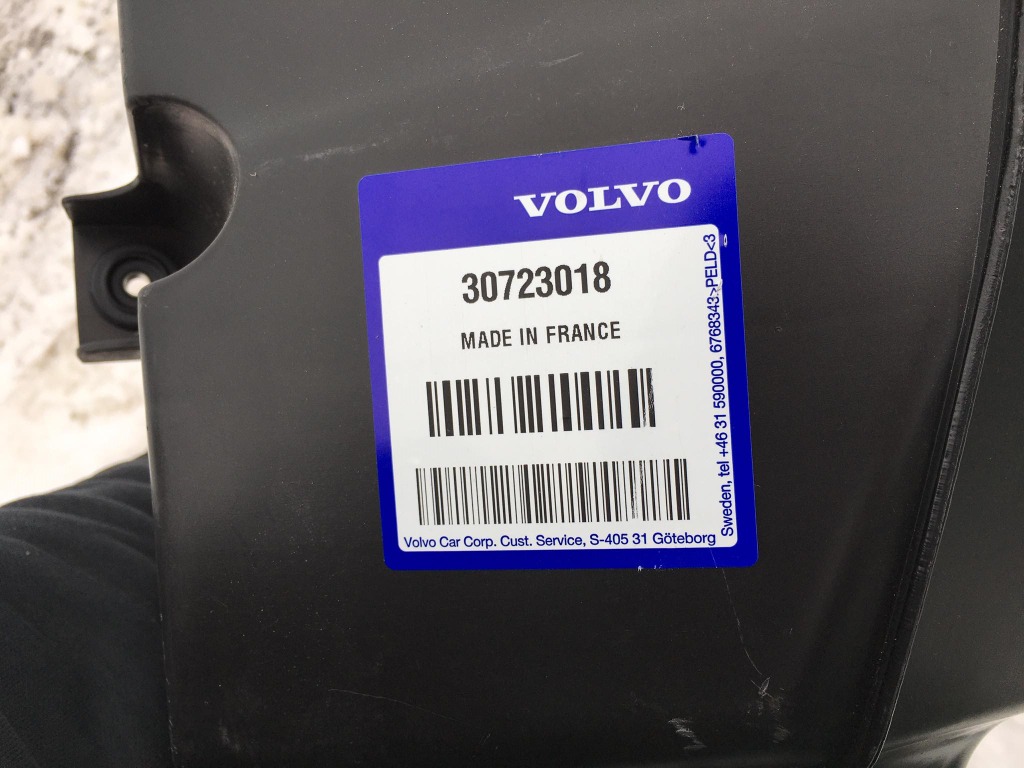 VOLVO
30723018
MADE IN FRANCE
Volvo Car Corp. Cust. Service, S-405 31 Göteborg
Sweden, tel +46 31 590000, 6768343>PELD<3